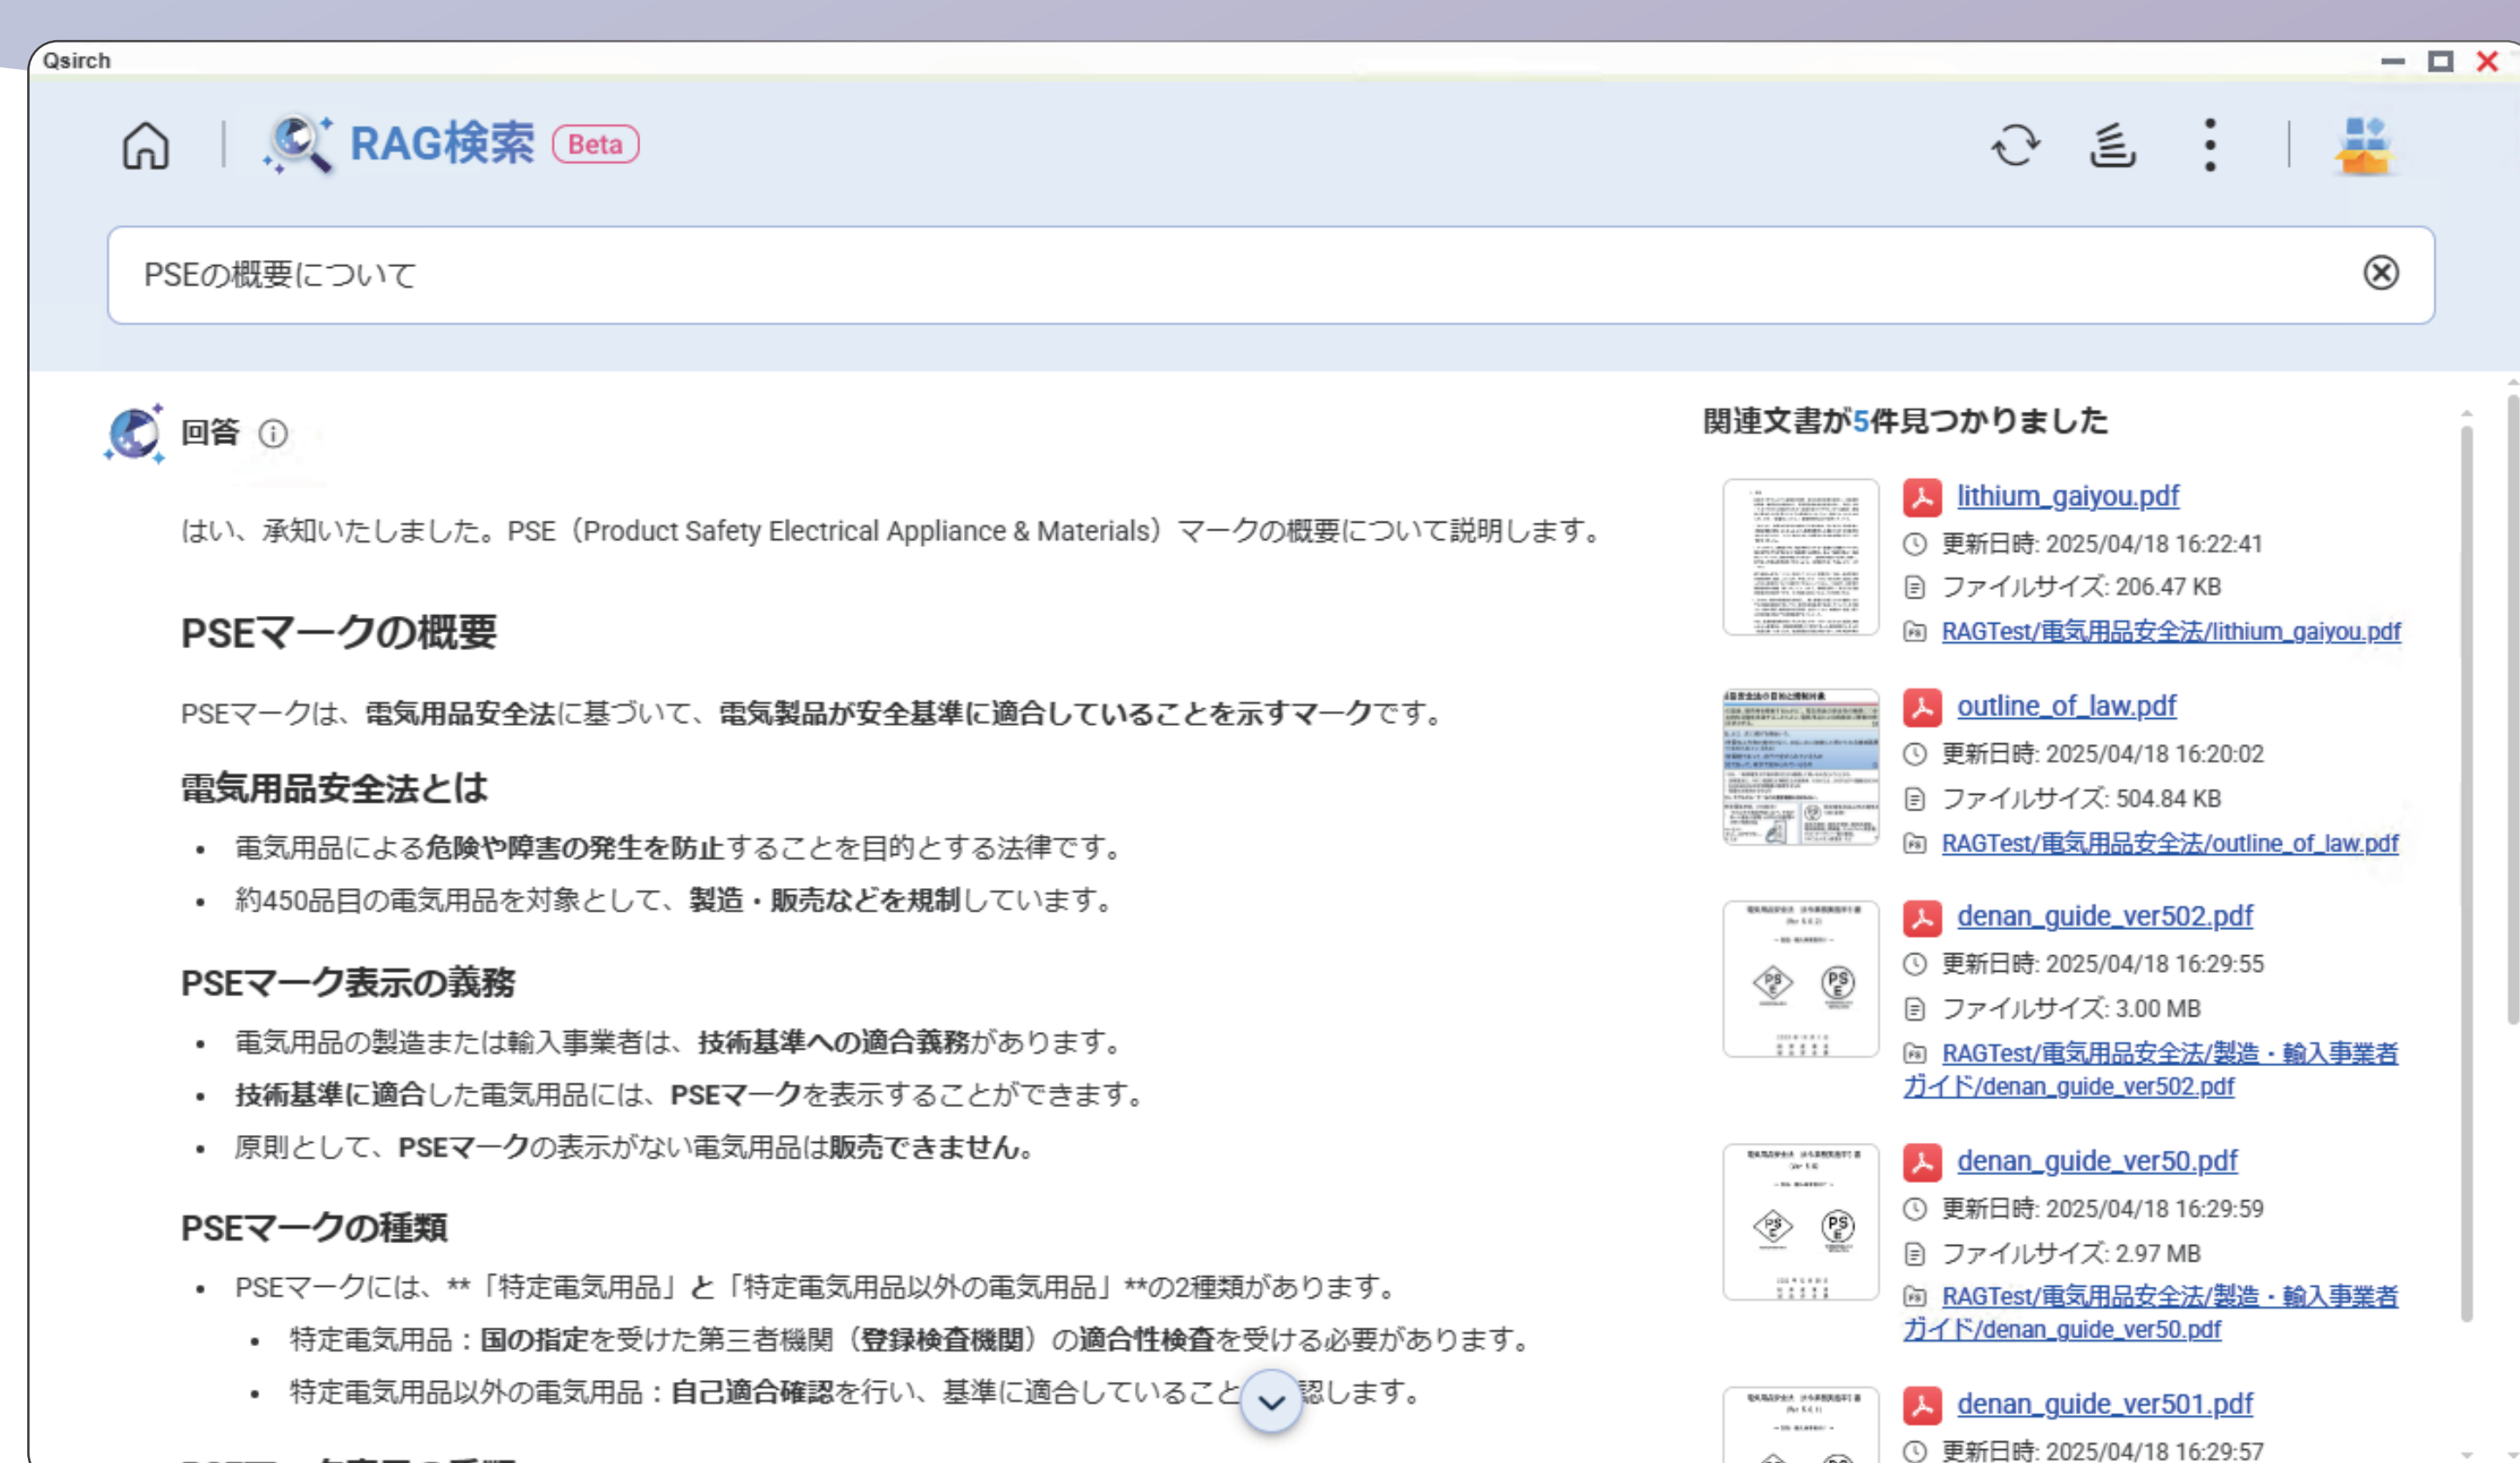 Qsirch
RAG検索 Beta
PSEの概要について
回答
はい、承知いたしました。PSE（Product Safety Electrical Appliance & Materials）マークの概要について説明します。
PSEマークの概要
PSEマークは、電気用品安全法に基づいて、電気製品が安全基準に適合していることを示すマークです。
電気用品安全法とは
• 電気用品による危険や障害の発生を防止することを目的とする法律です。
• 約450品目の電気用品を対象として、製造・販売などを規制しています。
PSEマーク表示の義務
• 電気用品の製造または輸入事業者は、技術基準への適合義務があります。
• 技術基準に適合した電気用品には、PSEマークを表示することができます。
• 原則として、PSEマークの表示がない電気用品は販売できません。
PSEマークの種類
• PSEマークには、**「特定電気用品」と「特定電気用品以外の電気用品」**の2種類があります。
• 特定電気用品：国の指定を受けた第三者機関（登録検査機関）の適合性検査を受ける必要があります。
• 特定電気用品以外の電気用品：自己適合確認を行い、基準に適合していること認します。
関連文書が5件見つかりました
lithium_gaiyou.pdf
更新日時: 2025/04/18 16:22:41
ファイルサイズ: 206.47 KB
RAGTest/電気用品安全法/lithium_gaiyou.pdf
outline_of_law.pdf
更新日時: 2025/04/18 16:20:02
ファイルサイズ: 504.84 KB
RAGTest/電気用品安全法/outline_of_law.pdf
denan_guide_ver502.pdf
更新日時: 2025/04/18 16:29:55
ファイルサイズ: 3.00 MB
RAGTest/電気用品安全法/製造・輸入事業者
ガイド/denan_guide_ver502.pdf
denan_guide_ver50.pdf
更新日時: 2025/04/18 16:29:59
ファイルサイズ: 2.97 MB
RAGTest/電気用品安全法/製造・輸入事業者
ガイド/denan_guide_ver50.pdf
denan_guide_ver501.pdf
更新日時: 2025/04/18 16:29:57